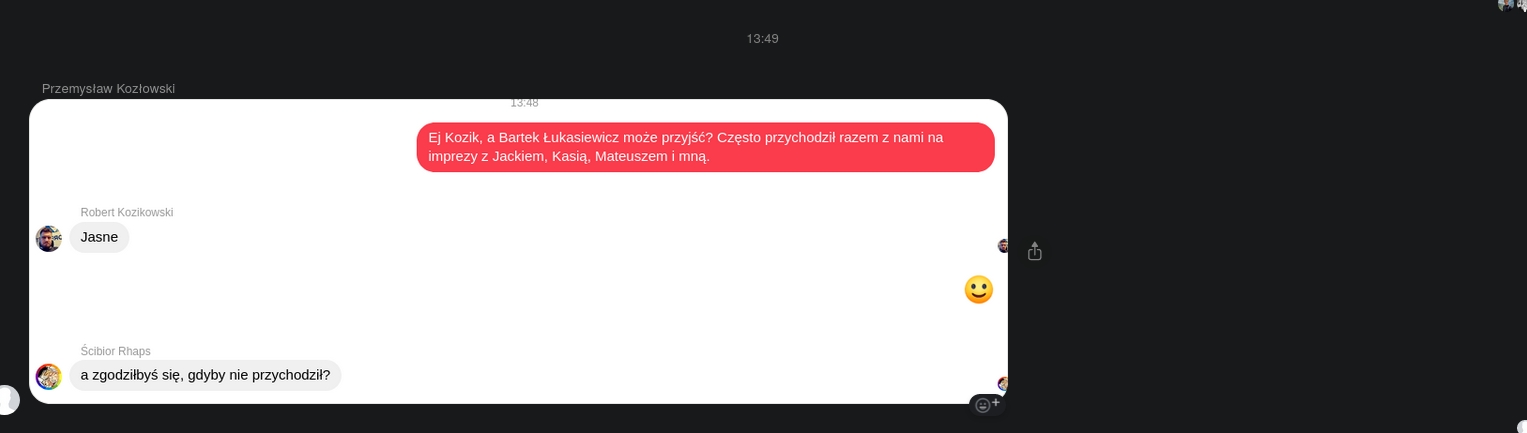 13:49
Przemysław Kozłowski
13:48
Ej Kozik, a Bartek Łukasiewicz może przyjść? Często przychodził razem z nami na
imprezy z Jackiem, Kasią, Mateuszem i mną.
Robert Kozikowski
Jasne
Ścibior Rhaps
a zgodziłbyś się, gdyby nie przychodził?